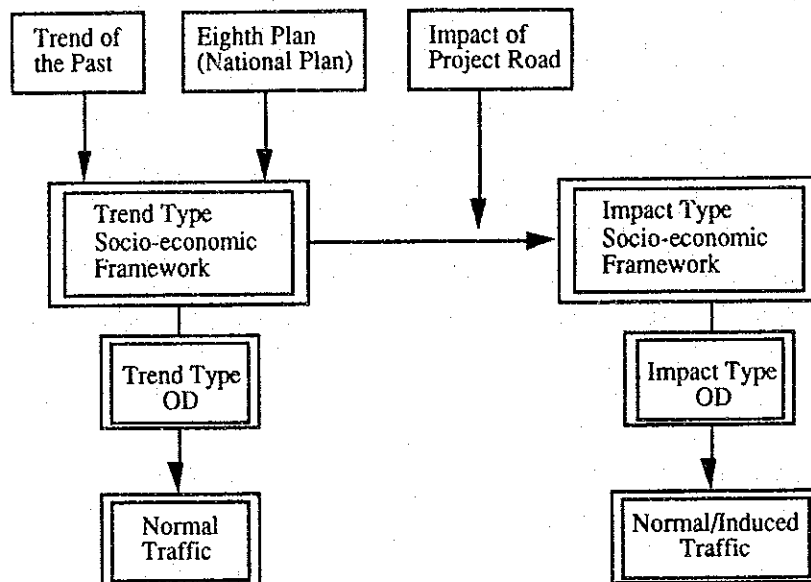 Trend of
the Past
Eighth Plan
(National Plan)
Impact of
Project Road
Trend Type
Socio-economic
Framework
Impact Type
Socio-economic
Framework
Trend Type
OD
Impact Type
OD
Normal
Traffic
Normal/Induced
Traffic